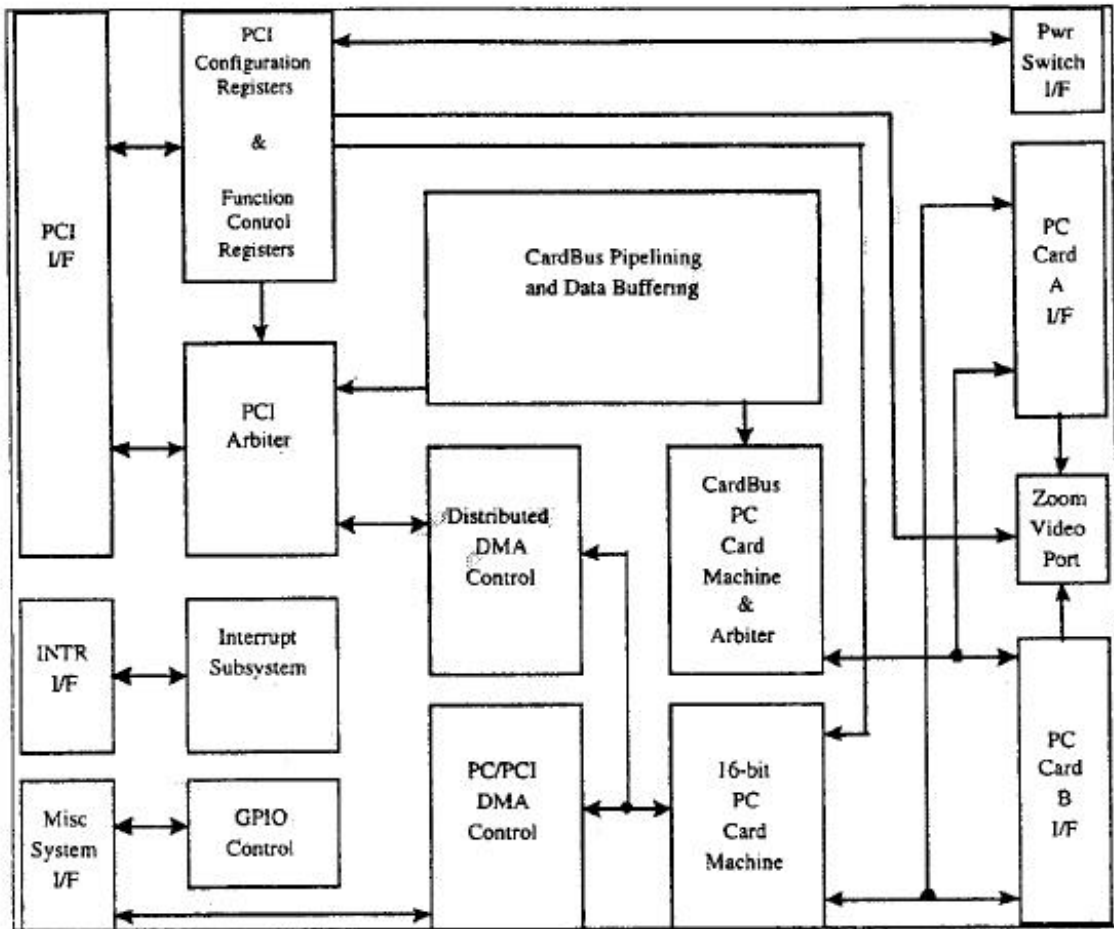 PCI
Configuration
Registers
&
Function
Control
Registers
Pwr
Switch
I/F
PCI
I/F
CardBus Pipelining
and Data Buffering
PC
Card
A
I/F
PCI
Arbiter
Distributed
DMA
Control
CardBus
PC
Card
Machine
&
Arbiter
Zoom
Video
Port
INTR
I/F
Interrupt
Subsystem
PC/PCI
DMA
Control
16-bit
PC
Card
Machine
PC
Card
B
I/F
Misc
System
I/F
GPIO
Control